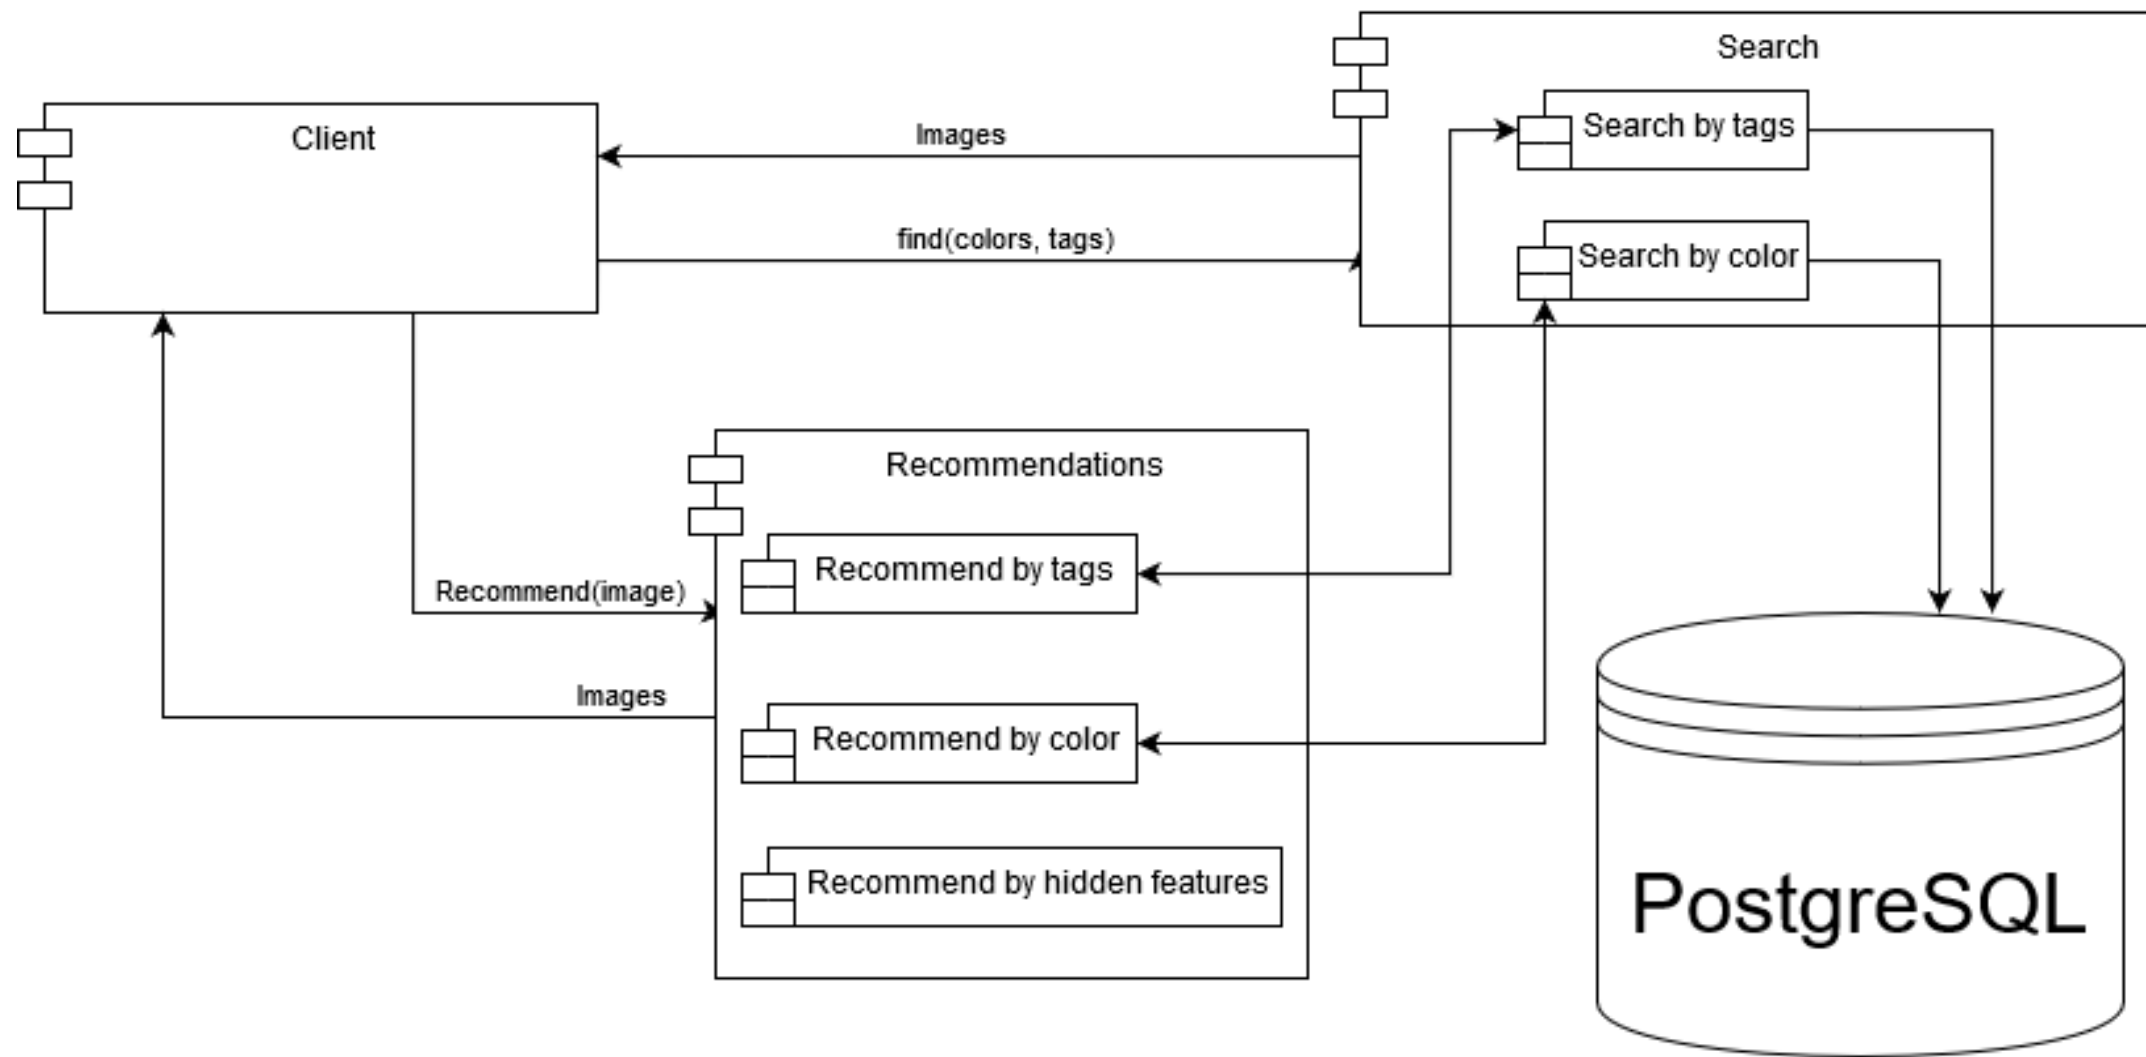 Search
Client
Images
Search by tags
find(colors, tags)
Search by color
Recommendations
Recommend by tags
Recommend(image)
Images
Recommend by color
Recommend by hidden features
PostgreSQL